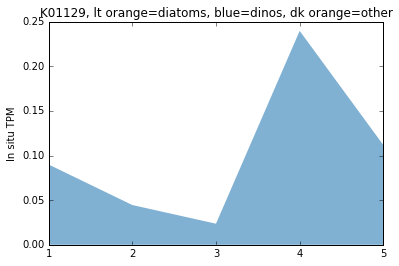 K01129, lt orange=diatoms, blue=dinos, dk orange=other
0.25
0.20
0.15
0.10
0.05
0.00
In situ TPM
1 2 3 4 5